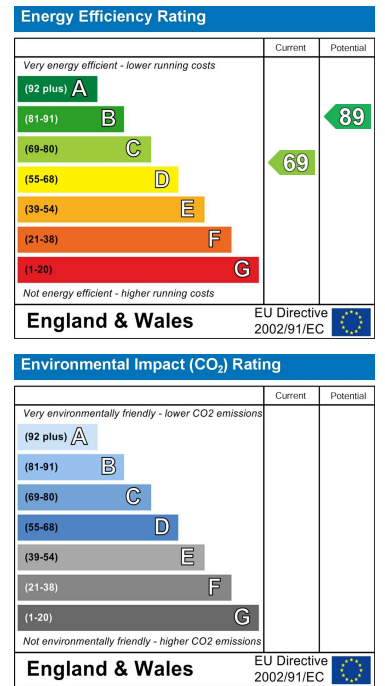 Energy Efficiency Rating
Current Potential
Very energy efficient - lower running costs
(92 plus) A
(81-91) B
89
(69-80) C
69
(55-68) D
(39-54) E
(21-38) F
(1-20) G
Not energy efficient - higher running costs
England & Wales
EU Directive
2002/91/EC
Environmental Impact (CO₂) Rating
Current Potential
Very environmentally friendly - lower CO2 emissions
(92 plus) A
(81-91) B
(69-80) C
(55-68) D
(39-54) E
(21-38) F
(1-20) G
Not environmentally friendly - higher CO2 emissions
England & Wales
EU Directive
2002/91/EC